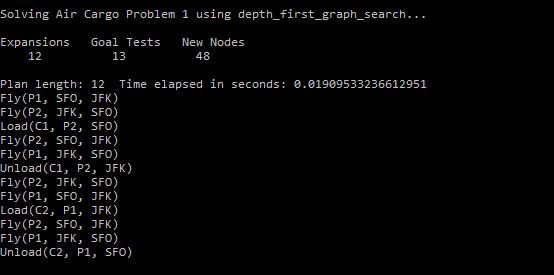 Solving Air Cargo Problem 1 using depth_first_graph_search...
Expansions   Goal Tests   New Nodes
12   13   48
Plan length: 12  Time elapsed in seconds: 0.01909533236612951
Fly(P1, SFO, JFK)
Fly(P2, JFK, SFO)
Load(C1, P2, SFO)
Fly(P2, SFO, JFK)
Fly(P1, JFK, SFO)
Unload(C1, P2, JFK)
Fly(P2, JFK, SFO)
Fly(P1, SFO, JFK)
Load(C2, P1, JFK)
Fly(P2, SFO, JFK)
Fly(P1, JFK, SFO)
Unload(C2, P1, SFO)